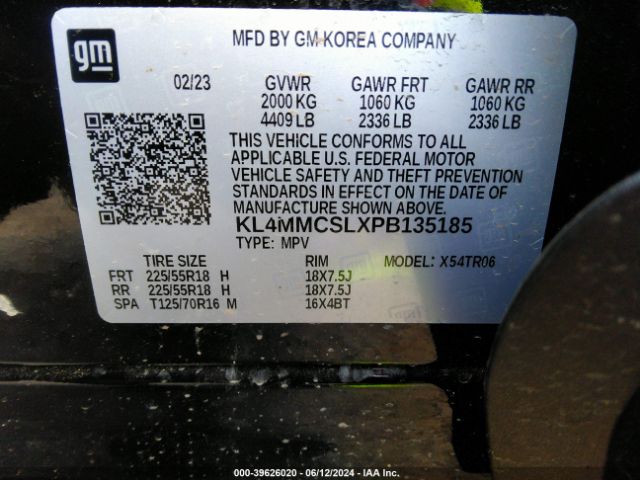 gm
MFD BY GM KOREA COMPANY
02/23 GVWR GAWR FRT GAWR RR
2000 KG 1060 KG 1060 KG
4409 LB 2336 LB 2336 LB
THIS VEHICLE CONFORMS TO ALL
APPLICABLE U.S. FEDERAL MOTOR
VEHICLE SAFETY AND THEFT PREVENTION
STANDARDS IN EFFECT ON THE DATE OF
MANUFACTURE SHOWN ABOVE.
KL4MMCSLXPB135185
TYPE: MPV
TIRE SIZE RIM MODEL: X54TR06
FRT 225/55R18 H 18X7.5J
RR 225/55R18 H 18X7.5J
SPA T125/70R16 M 16X4BT
000-39626020 - 06/12/2024 - IAA Inc.